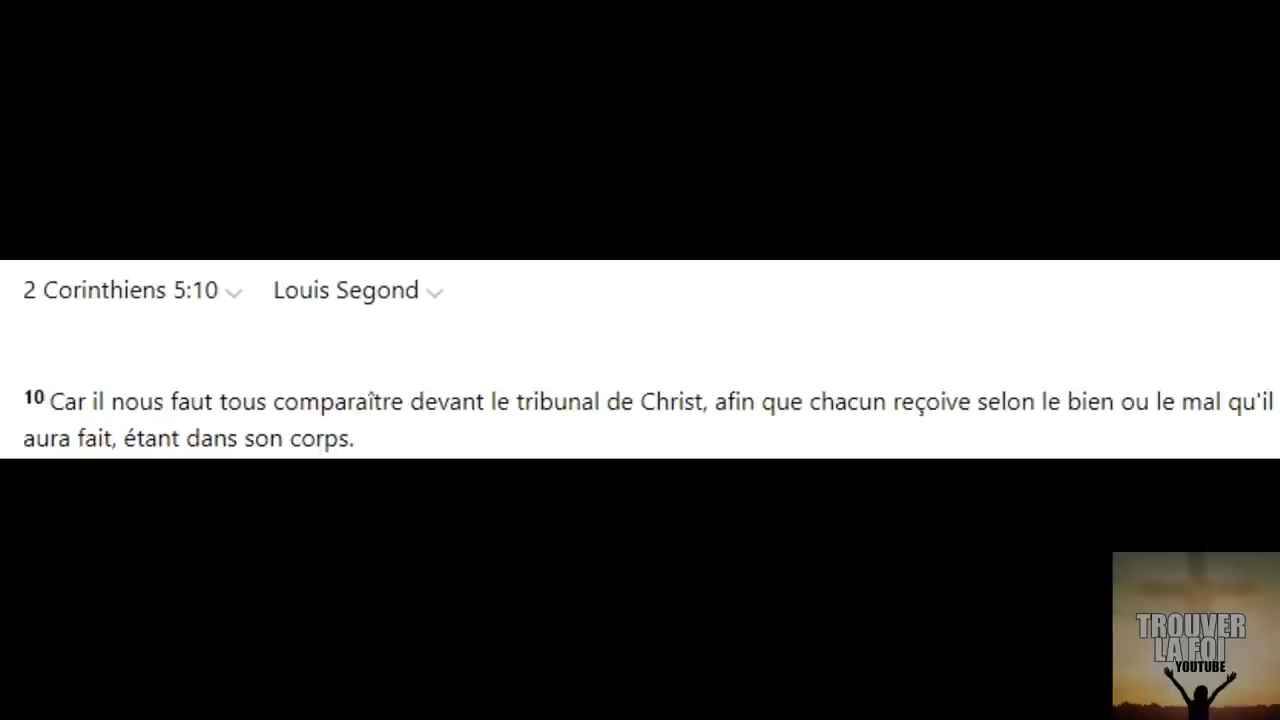 2 Corinthiens 5:10 Louis Segond
10 Car il nous faut tous comparaître devant le tribunal de Christ, afin que chacun reçoive selon le bien ou le mal qu'il
aura fait, étant dans son corps.
TROUVER
LA FOI
YOUTUBE